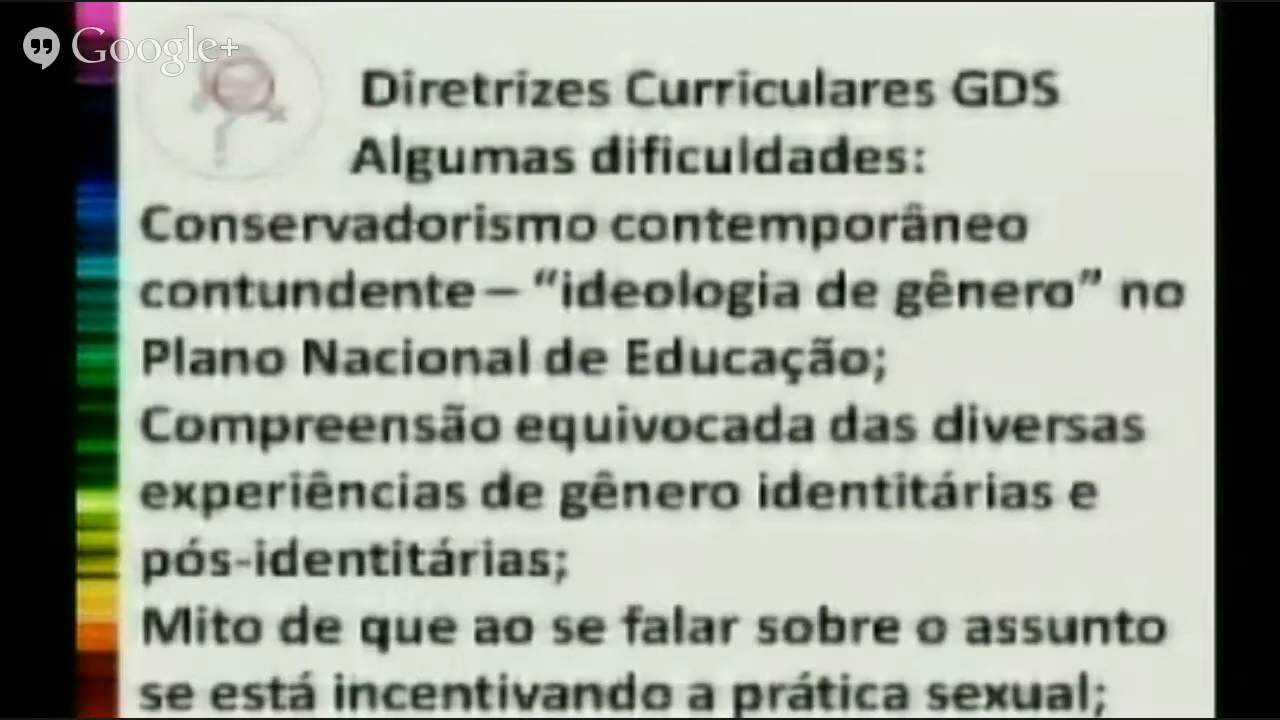 Google+
Diretrizes Curriculares GDS
Algumas dificuldades:
Conservadorismo contemporâneo
contundente – “ideologia de gênero” no
Plano Nacional de Educação;
Compreensão equivocada das diversas
experiências de gênero identitárias e
pós-identitárias;
Mito de que ao se falar sobre o assunto
se está incentivando a prática sexual;